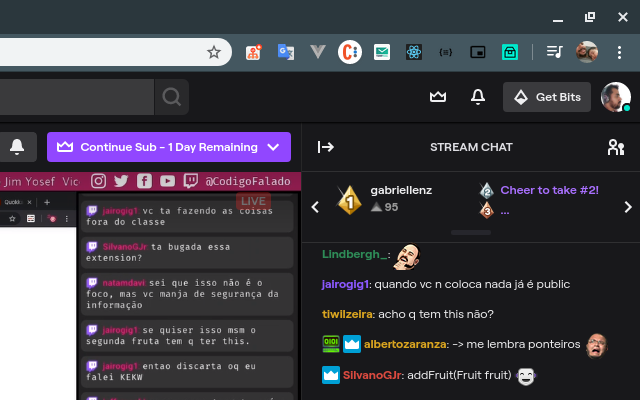 Get Bits
Continue Sub – 1 Day Remaining
STREAM CHAT
Jim Yosef Vic
@CodigoFalado
LIVE
jairogig1 vc ta fazendo as coisas
fora do classe
SilvanoGJr ta bugada essa
extension?
natamdavi sei que isso não é o
foco, mas vc manja de segurança da
informação
jairogig1 se quiser isso msm o
segunda fruta tem q ter this.
jairogig1 entao discarta oq eu
falei KEKW
1 gabriellenz
95
2 Cheer to take #2!
3 ...
Lindbergh_:
jairogig1: quando vc n coloca nada já é public
tiwilzeira: acho q tem this não?
albertozaranza: -> me lembra ponteiros
SilvanoGJr: addFruit(Fruit fruit)